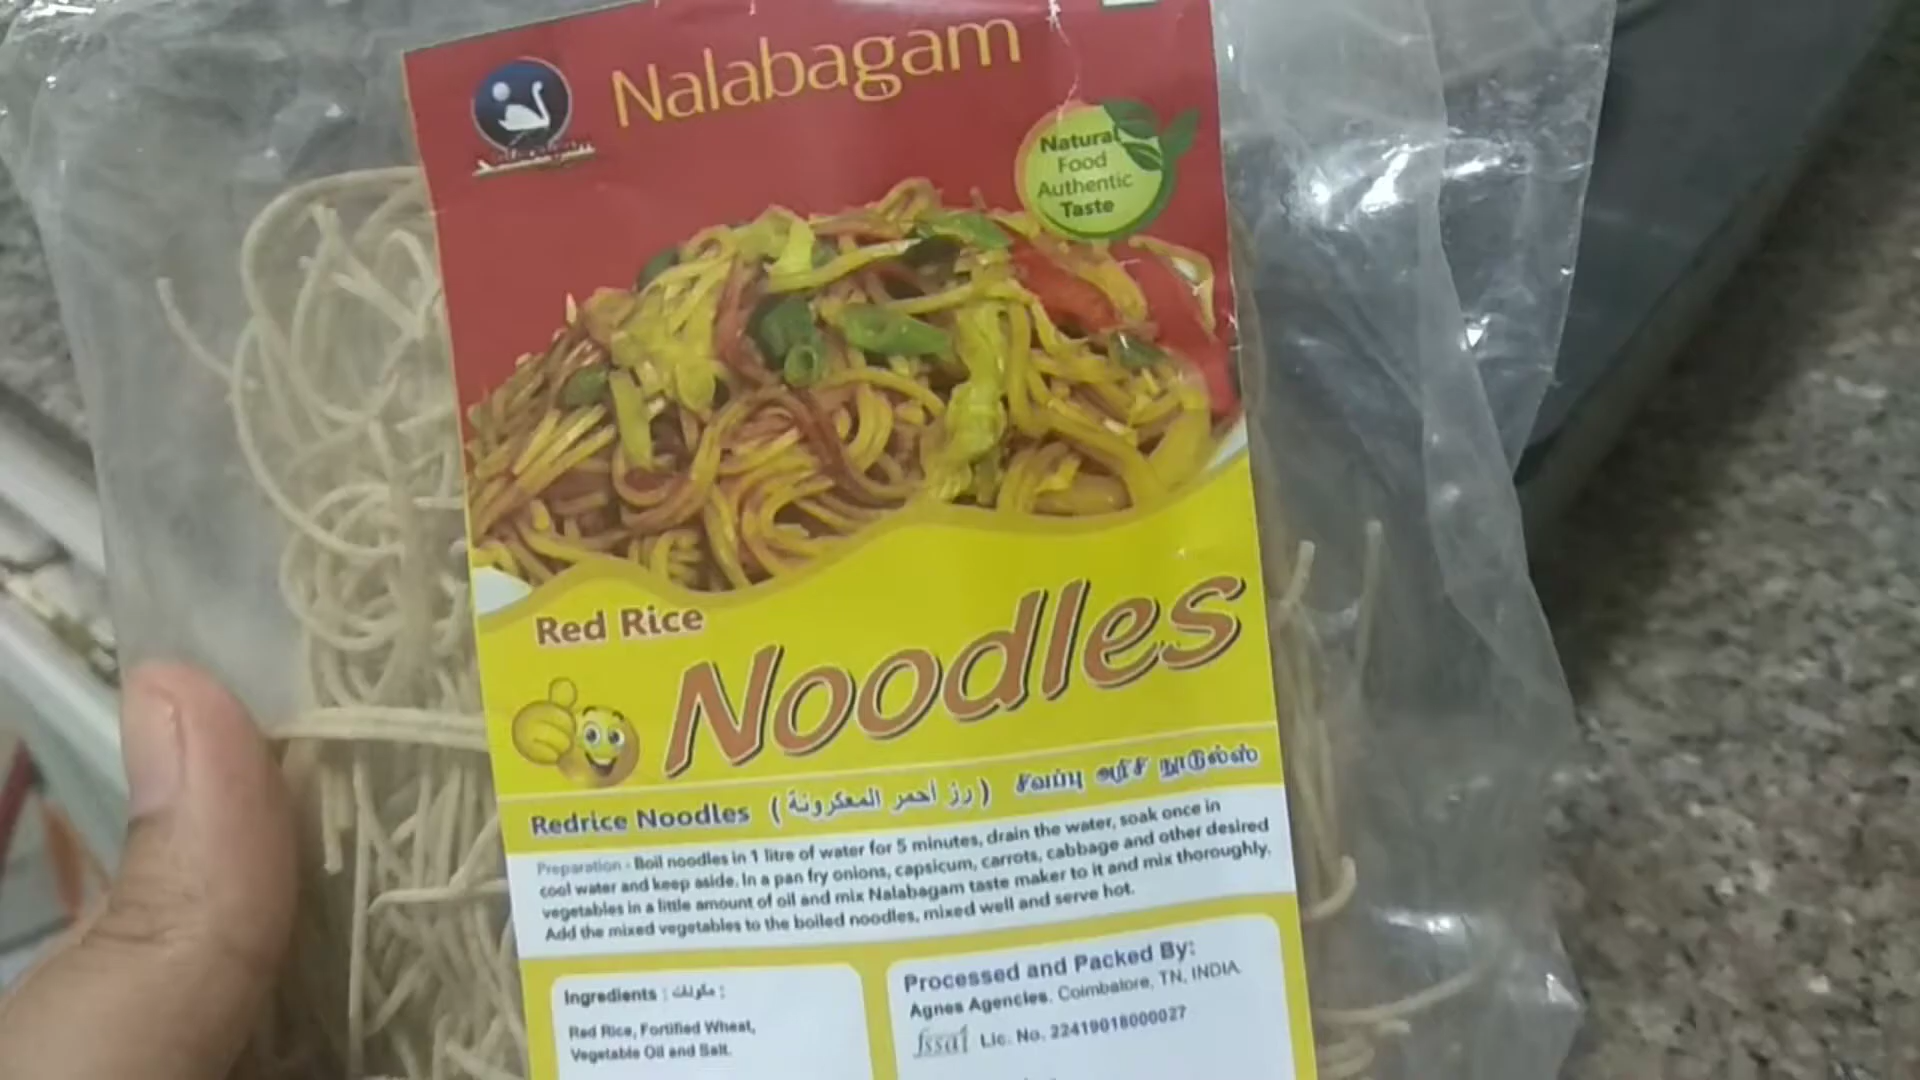 Nalabagam
Natural
Food
Authentic
Taste
Red Rice
Noodles
Redrice Noodles (رز أحمر المعكرونة) சிவப்பு அரிசி நூடுல்ஸ்
Preparation - Boil noodles in 1 litre of water for 5 minutes, drain the water, soak once in
cool water and keep aside. In a pan fry onions, capsicum, carrots, cabbage and other desired
vegetables in a little amount of oil and mix Nalabagam taste maker to it and mix thoroughly.
Add the mixed vegetables to the boiled noodles, mixed well and serve hot.
Ingredients : مكونات :
Red Rice, Fortified Wheat,
Vegetable Oil and Salt.
Processed and Packed By:
Agnes Agencies, Coimbatore, TN, INDIA
fssai Lic. No. 22419018000027